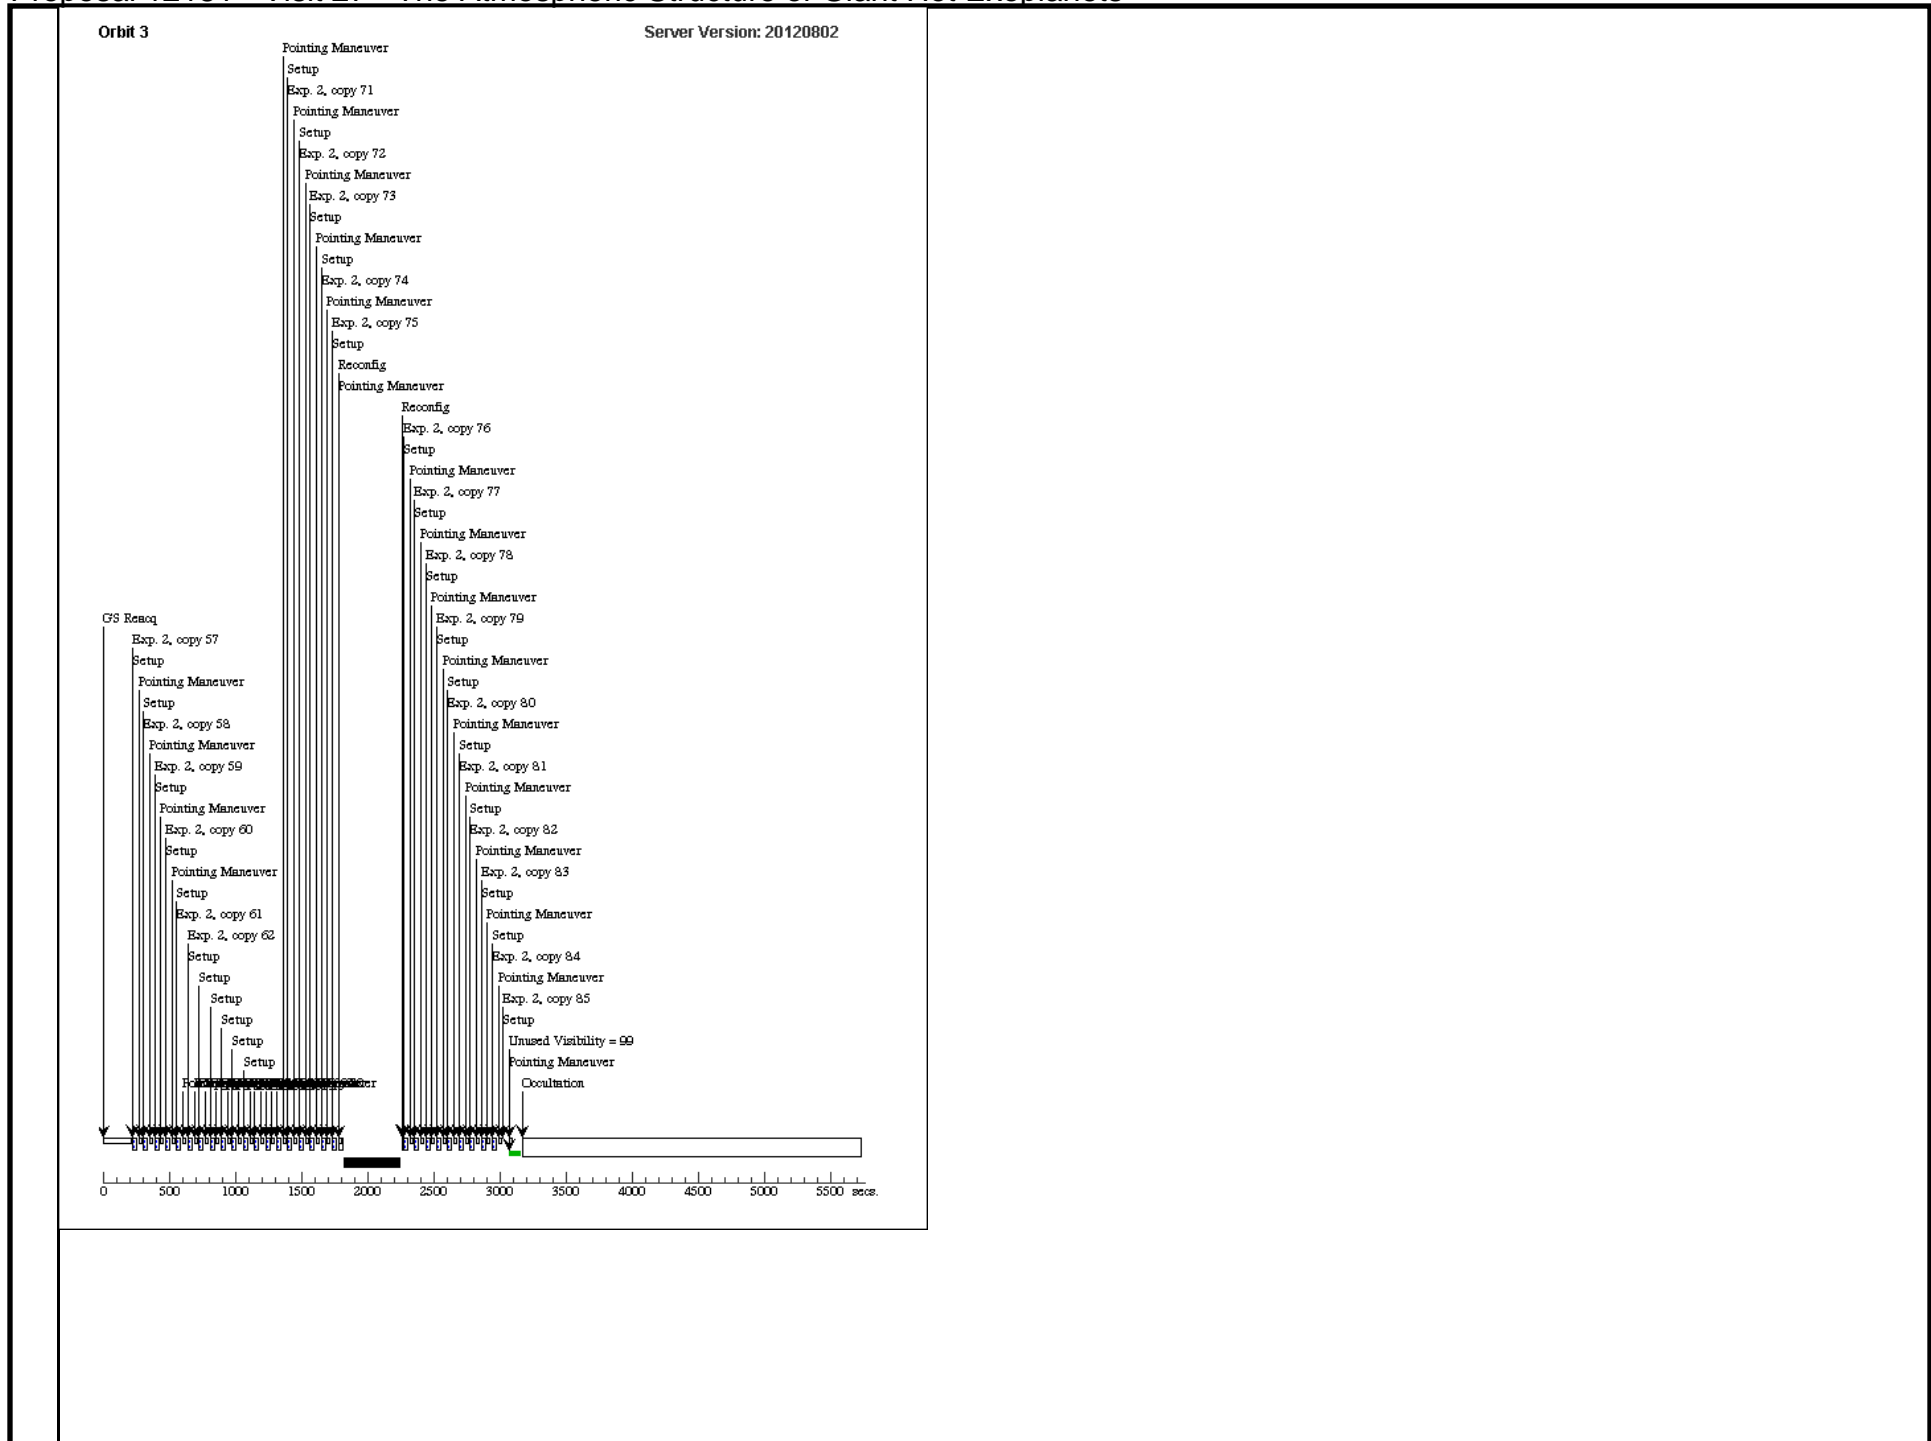 Orbit 3
Server Version: 20120802
Pointing Maneuver
Setup
Exp. 2, copy 71
Pointing Maneuver
Setup
Exp. 2, copy 72
Pointing Maneuver
Exp. 2, copy 73
Setup
Pointing Maneuver
Setup
Exp. 2, copy 74
Pointing Maneuver
Exp. 2, copy 75
Setup
Reconfig
Pointing Maneuver
Reconfig
Exp. 2, copy 76
Setup
Pointing Maneuver
Exp. 2, copy 77
Setup
Pointing Maneuver
Exp. 2, copy 78
Setup
Pointing Maneuver
GS Reacq
Exp. 2, copy 79
Exp. 2, copy 57
Setup
Setup
Pointing Maneuver
Pointing Maneuver
Setup
Setup
Exp. 2, copy 80
Exp. 2, copy 58
Pointing Maneuver
Pointing Maneuver
Setup
Exp. 2, copy 59
Exp. 2, copy 81
Setup
Pointing Maneuver
Pointing Maneuver
Setup
Exp. 2, copy 60
Exp. 2, copy 82
Setup
Pointing Maneuver
Pointing Maneuver
Exp. 2, copy 83
Setup
Setup
Exp. 2, copy 61
Pointing Maneuver
Exp. 2, copy 62
Setup
Setup
Exp. 2, copy 84
Setup
Pointing Maneuver
Setup
Exp. 2, copy 85
Setup
Setup
Setup
Unused Visibility = 99
Setup
Pointing Maneuver
Occultation
0 500 1000 1500 2000 2500 3000 3500 4000 4500 5000 5500 secs.